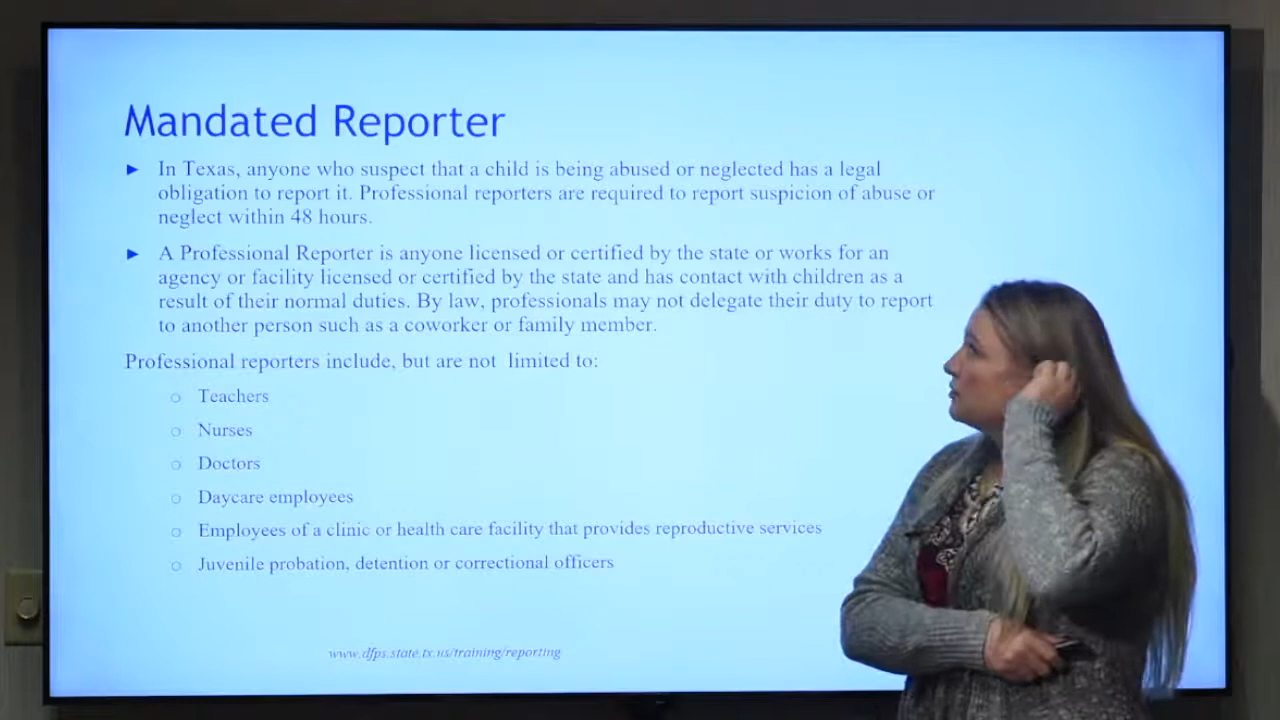 Mandated Reporter
► In Texas, anyone who suspect that a child is being abused or neglected has a legal
obligation to report it. Professional reporters are required to report suspicion of abuse or
neglect within 48 hours.
► A Professional Reporter is anyone licensed or certified by the state or works for an
agency or facility licensed or certified by the state and has contact with children as a
result of their normal duties. By law, professionals may not delegate their duty to report
to another person such as a coworker or family member.
Professional reporters include, but are not limited to:
○ Teachers
○ Nurses
○ Doctors
○ Daycare employees
○ Employees of a clinic or health care facility that provides reproductive services
○ Juvenile probation, detention or correctional officers
www.dfps.state.tx.us/training/reporting